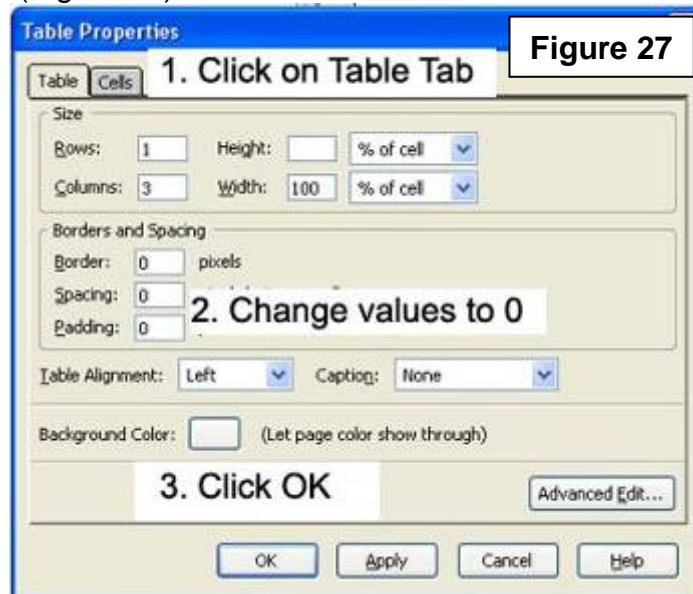 Table Properties
Figure 27
Table Cells
1. Click on Table Tab
Size
Rows: 1 Height: % of cell
Columns: 3 Width: 100 % of cell
Borders and Spacing
Border: 0 pixels
Spacing: 0
2. Change values to 0
Padding: 0
Table Alignment: Left Caption: None
Background Color: (Let page color show through)
3. Click OK
Advanced Edit...
OK Apply Cancel Help